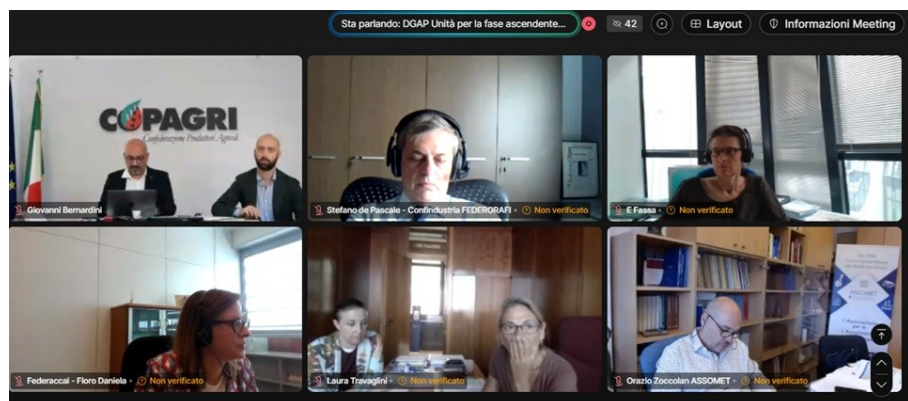 Sta parlando: DGAP Unità per la fase ascendente...
42
Layout
Informazioni Meeting
COPAGRI
Confederazione Produttori Agricoli
Giovanni Bernardini
Stefano de Pascale - Confindustria FEDERORAFI
Non verificato
E Fassa
Non verificato
Federaccai - Floro Daniela
Non verificato
Laura Travaglini
Non verificato
ASSOMET
Orazio Zoccolan ASSOMET
Non verificato